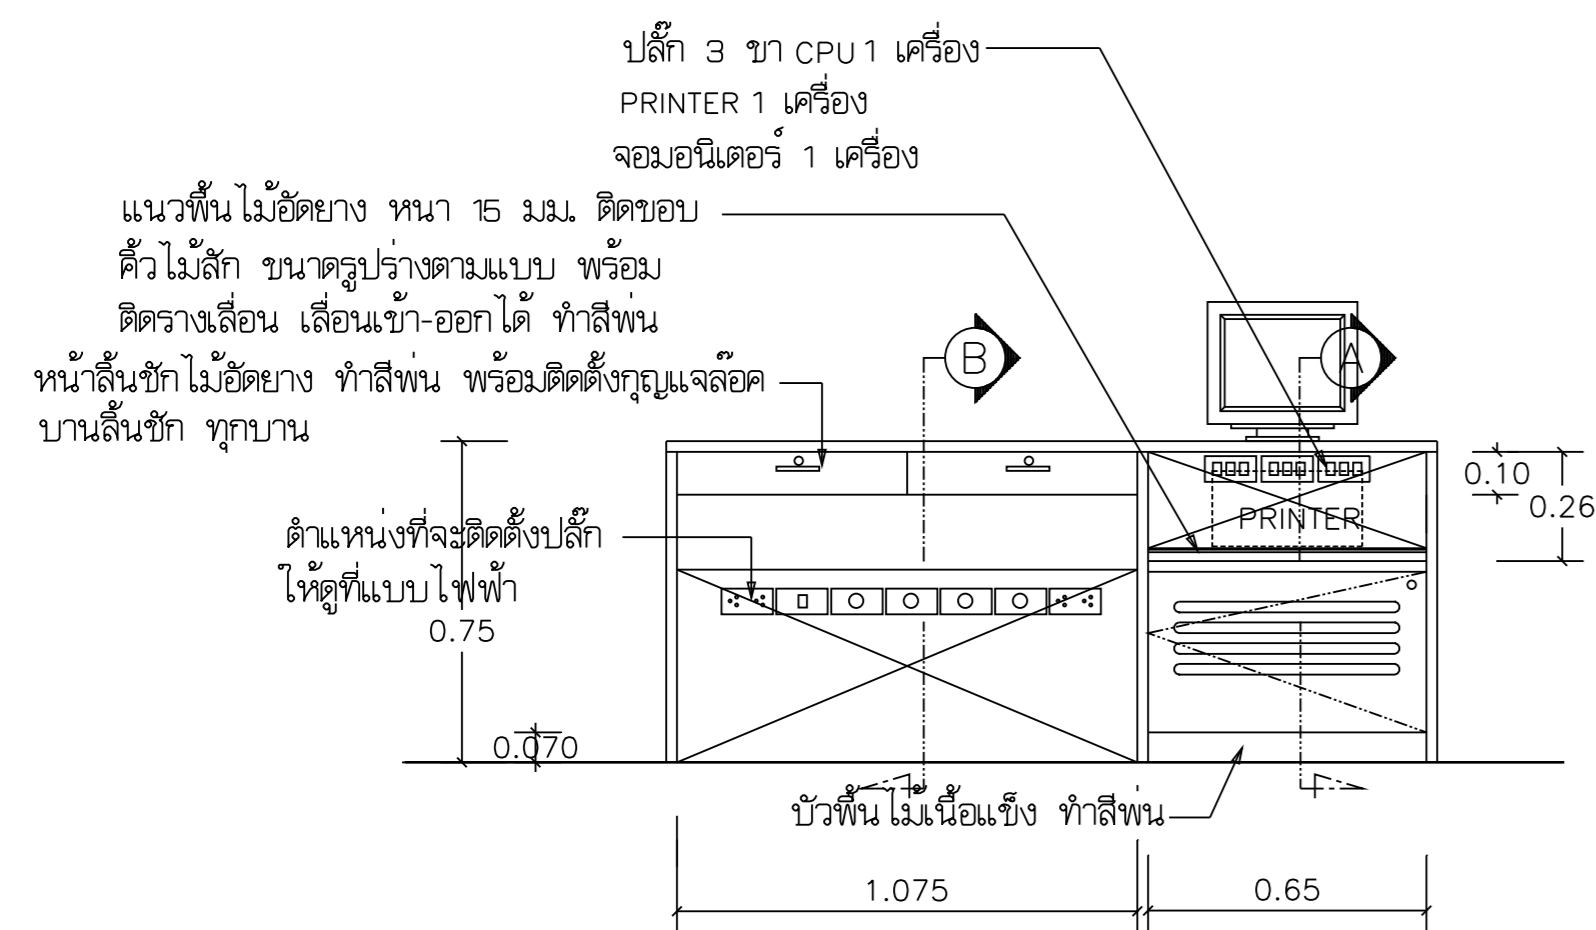 ปลั๊ก 3 ขา CPU 1 เครื่อง
PRINTER 1 เครื่อง
จอมอนิเตอร์ 1 เครื่อง
แนวพื้นไม้อัดยาง หนา 15 มม. ติดขอบ
คิ้วไม้สัก ขนาดรูปร่างตามแบบ พร้อม
ติดรางเลื่อน เลื่อนเข้า-ออกได้ ทำสีพ่น
หน้าลิ้นชักไม้อัดยาง ทำสีพ่น พร้อมติดตั้งกุญแจล๊อค
บานลิ้นชัก ทุกบาน
B
A
0.10
0.26
PRINTER
ตำแหน่งที่จะติดตั้งปลั๊ก
ให้ดูที่แบบไฟฟ้า
0.75
0.070
บัวพื้นไม้เนื้อแข็ง ทำสีพ่น
1.075
0.65